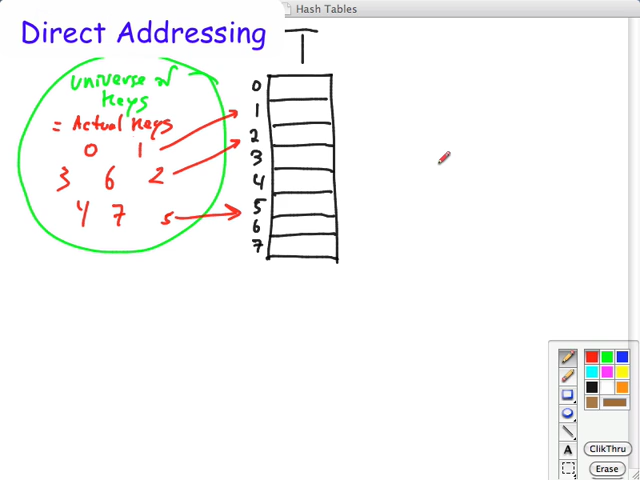 Hash Tables
Direct Addressing
T
universe of
Keys
= Actual Keys
0 1
3 6 2
4 7 5
0
1
2
3
4
5
6
7
A
ClikThru
Erase